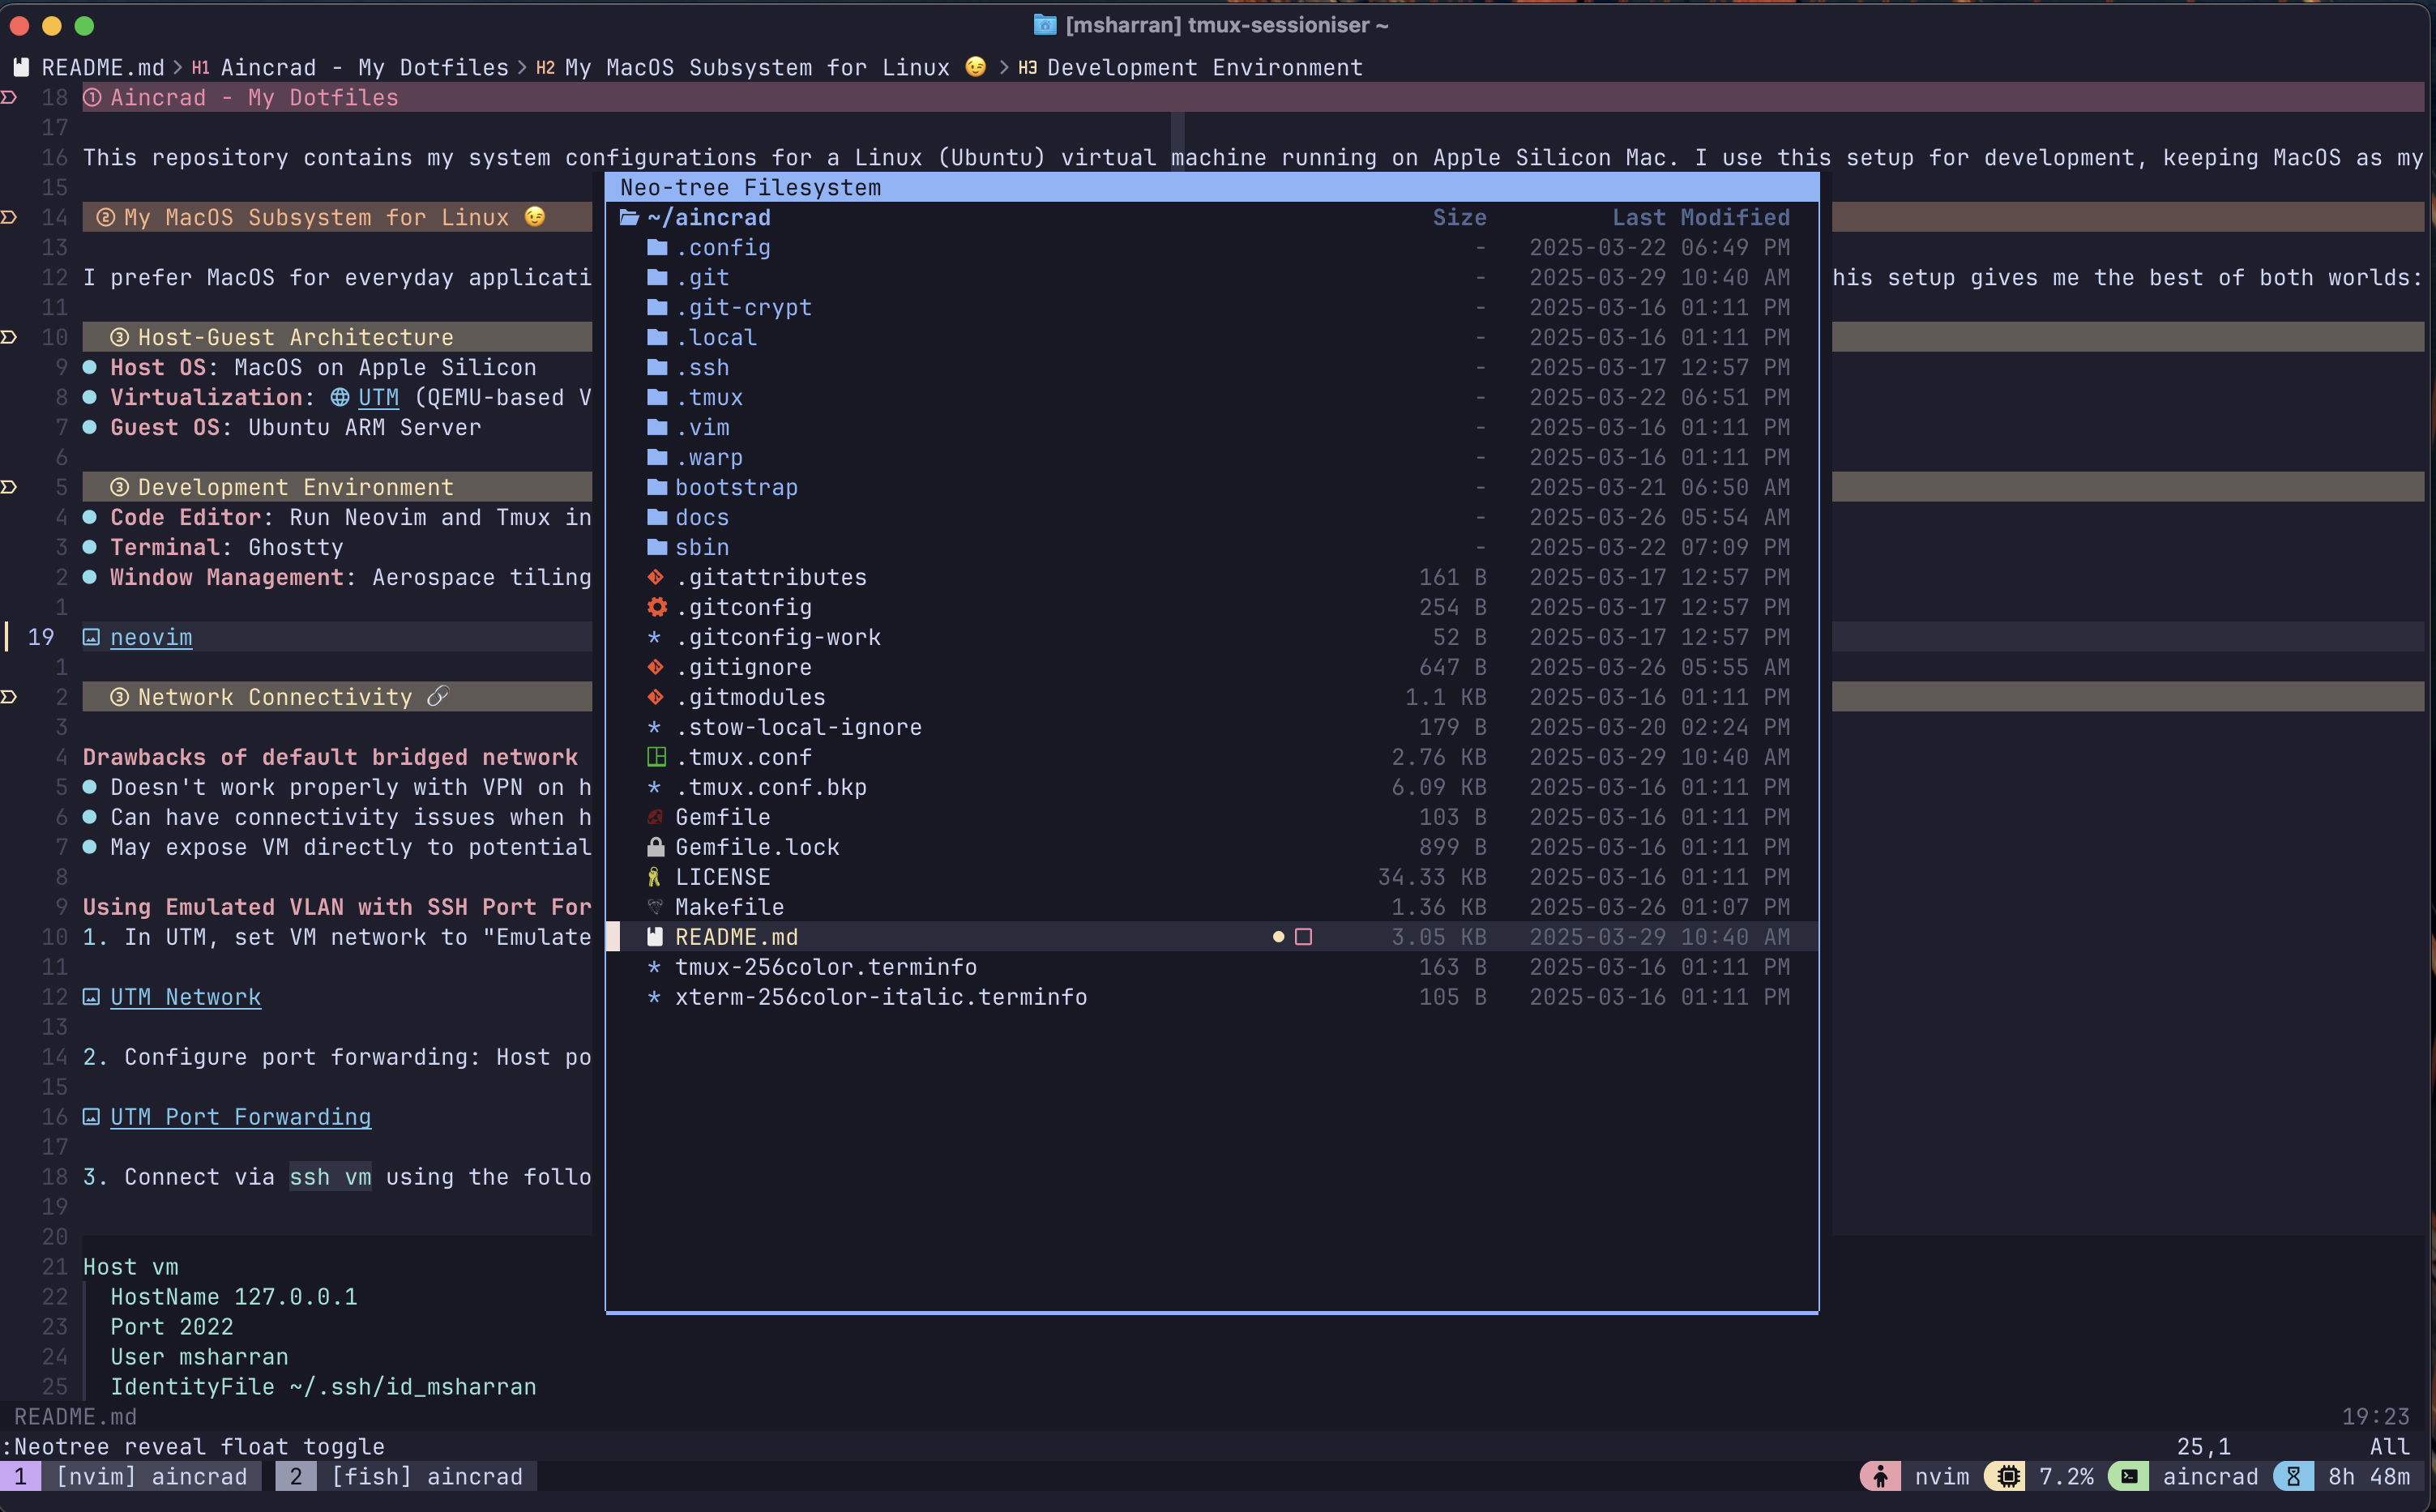 [msharran] tmux-sessioniser ~
README.md > H1 Aincrad - My Dotfiles > H2 My MacOS Subsystem for Linux 😉 > H3 Development Environment
18 ① Aincrad - My Dotfiles
17
16 This repository contains my system configurations for a Linux (Ubuntu) virtual machine running on Apple Silicon Mac. I use this setup for development, keeping MacOS as my
15
14 ② My MacOS Subsystem for Linux 😉
13
12 I prefer MacOS for everyday applicati
his setup gives me the best of both worlds:
11
10 ③ Host-Guest Architecture
9 ● Host OS: MacOS on Apple Silicon
8 ● Virtualization: UTM (QEMU-based V
7 ● Guest OS: Ubuntu ARM Server
6
5 ③ Development Environment
4 ● Code Editor: Run Neovim and Tmux in
3 ● Terminal: Ghostty
2 ● Window Management: Aerospace tiling
1
19 neovim
1
2 ③ Network Connectivity 🔗
3
4 Drawbacks of default bridged network
5 ● Doesn't work properly with VPN on h
6 ● Can have connectivity issues when h
7 ● May expose VM directly to potential
8
9 Using Emulated VLAN with SSH Port For
10 1. In UTM, set VM network to "Emulate
11
12 UTM Network
13
14 2. Configure port forwarding: Host po
15
16 UTM Port Forwarding
17
18 3. Connect via ssh vm using the follo
19
20
21 Host vm
22 HostName 127.0.0.1
23 Port 2022
24 User msharran
25 IdentityFile ~/.ssh/id_msharran
Neo-tree Filesystem
~/aincrad Size Last Modified
.config - 2025-03-22 06:49 PM
.git - 2025-03-29 10:40 AM
.git-crypt - 2025-03-16 01:11 PM
.local - 2025-03-16 01:11 PM
.ssh - 2025-03-17 12:57 PM
.tmux - 2025-03-22 06:51 PM
.vim - 2025-03-16 01:11 PM
.warp - 2025-03-16 01:11 PM
bootstrap - 2025-03-21 06:50 AM
docs - 2025-03-26 05:54 AM
sbin - 2025-03-22 07:09 PM
.gitattributes 161 B 2025-03-17 12:57 PM
.gitconfig 254 B 2025-03-17 12:57 PM
* .gitconfig-work 52 B 2025-03-17 12:57 PM
.gitignore 647 B 2025-03-26 05:55 AM
.gitmodules 1.1 KB 2025-03-16 01:11 PM
* .stow-local-ignore 179 B 2025-03-20 02:24 PM
.tmux.conf 2.76 KB 2025-03-29 10:40 AM
* .tmux.conf.bkp 6.09 KB 2025-03-16 01:11 PM
Gemfile 103 B 2025-03-16 01:11 PM
Gemfile.lock 899 B 2025-03-16 01:11 PM
LICENSE 34.33 KB 2025-03-16 01:11 PM
Makefile 1.36 KB 2025-03-26 01:07 PM
README.md 3.05 KB 2025-03-29 10:40 AM
* tmux-256color.terminfo 163 B 2025-03-16 01:11 PM
* xterm-256color-italic.terminfo 105 B 2025-03-16 01:11 PM
README.md 19:23
:Neotree reveal float toggle 25,1 All
1 [nvim] aincrad 2 [fish] aincrad nvim 7.2% aincrad 8h 48m